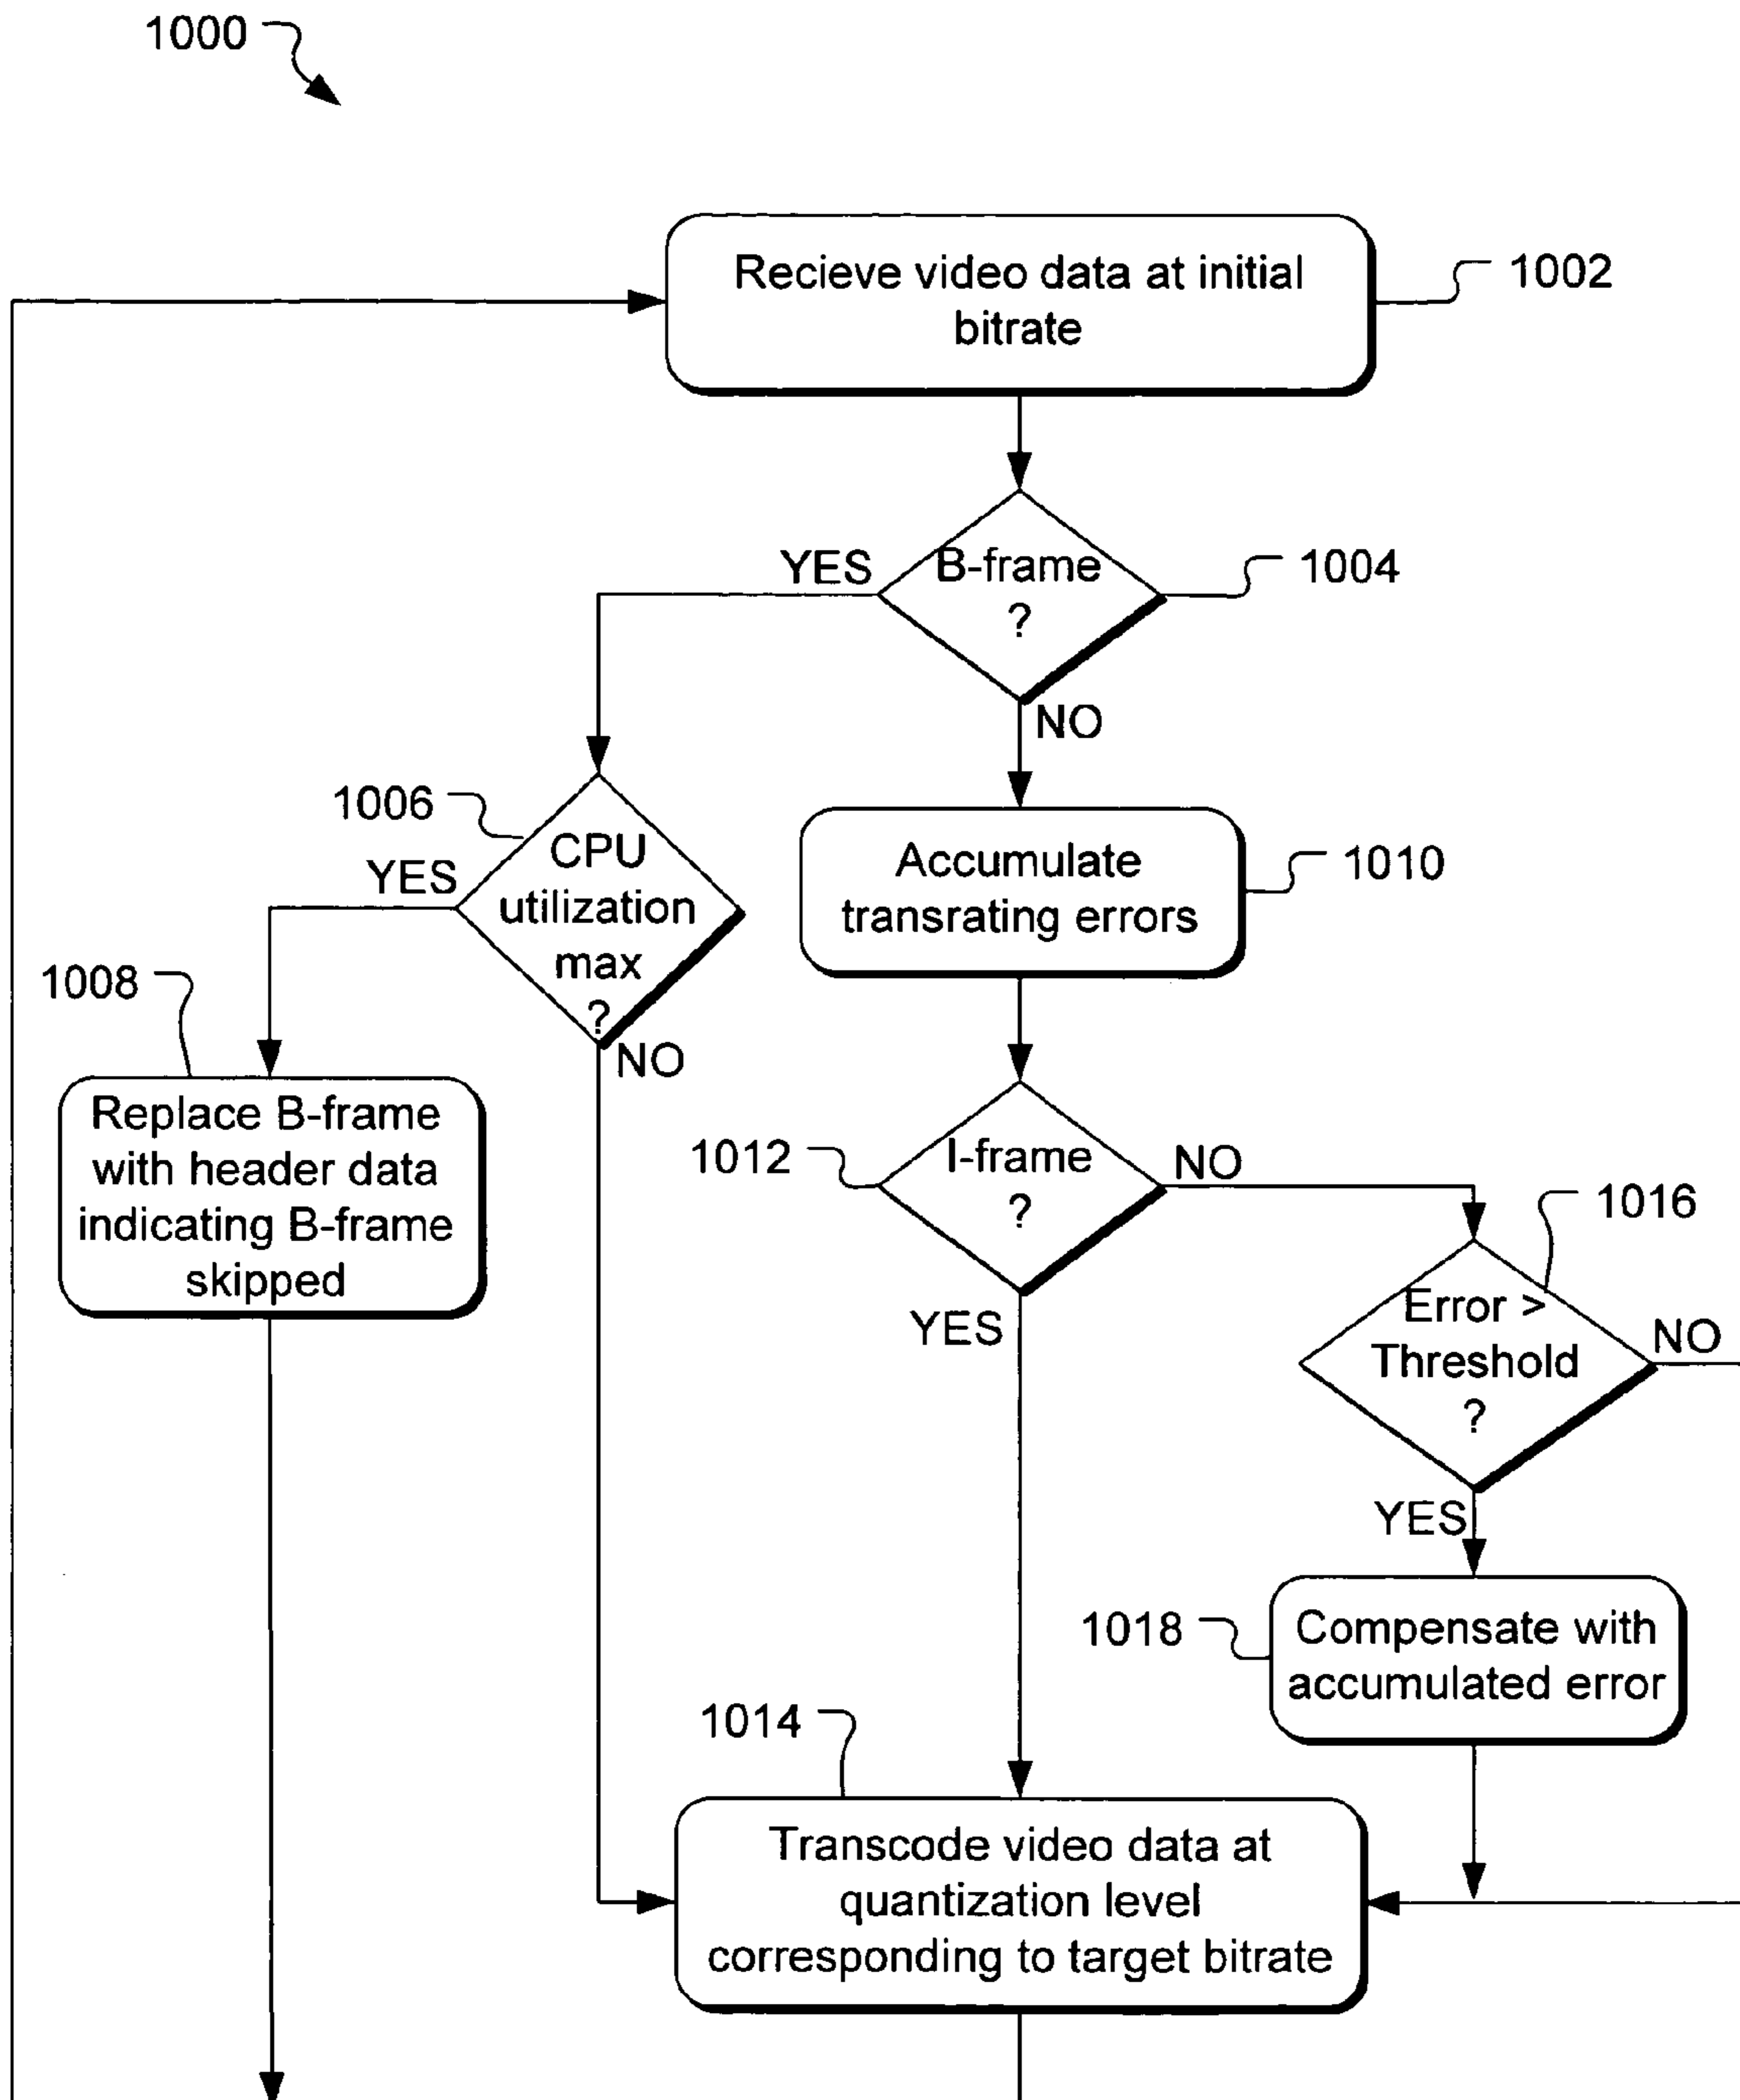 1000
Recieve video data at initial
bitrate
1002
B-frame
?
1004
YES
NO
1006
CPU
utilization
max
?
YES
NO
Accumulate
transrating errors
1010
1008
Replace B-frame
with header data
indicating B-frame
skipped
1012
I-frame
?
NO
YES
1016
Error >
Threshold
?
NO
YES
1018
Compensate with
accumulated error
1014
Transcode video data at
quantization level
corresponding to target bitrate